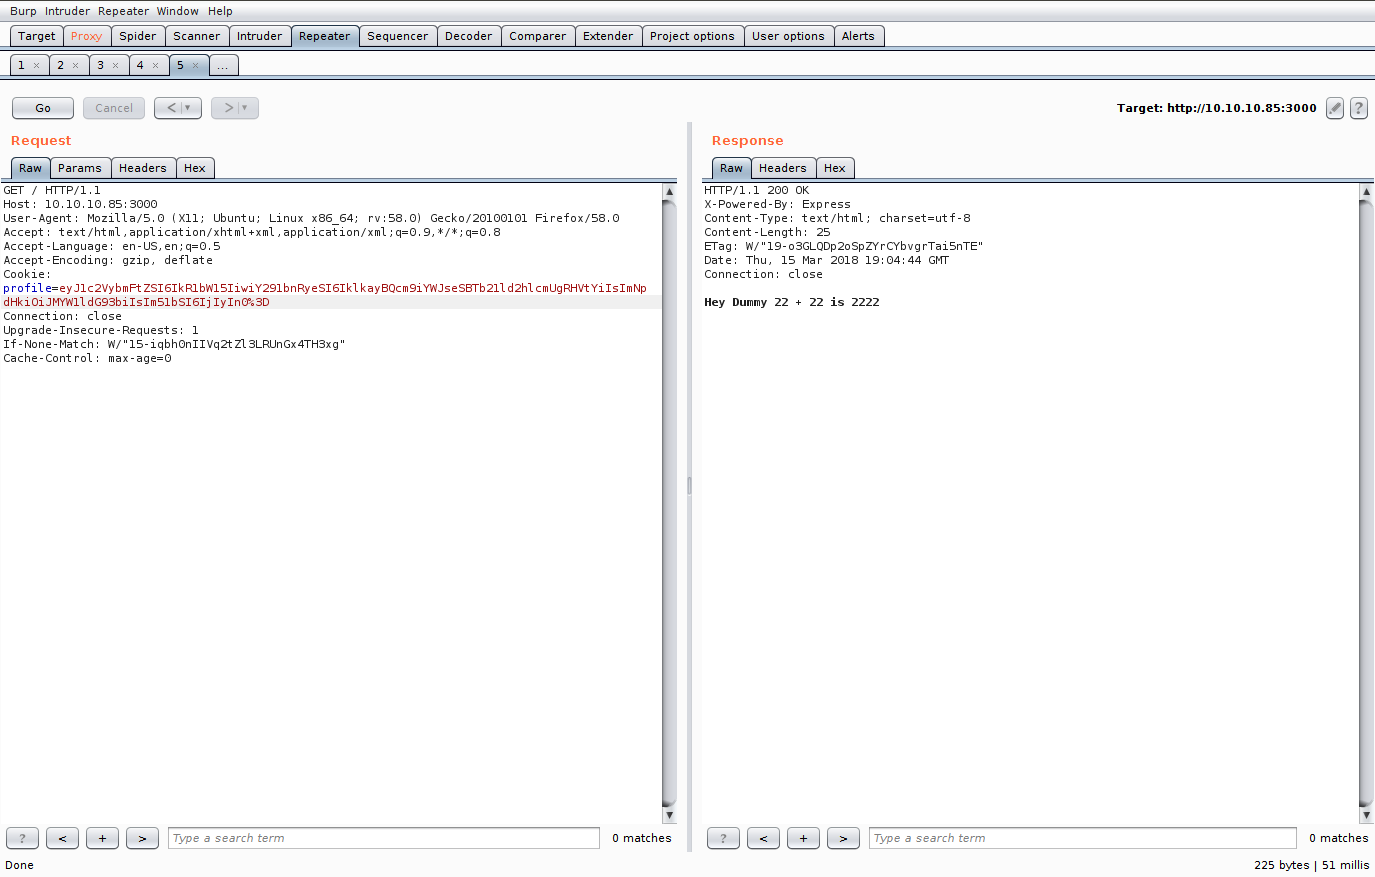 Burp Intruder Repeater Window Help
Target Proxy Spider Scanner Intruder Repeater Sequencer Decoder Comparer Extender Project options User options Alerts
1 × 2 × 3 × 4 × 5 × ...
Go Cancel < > Target: http://10.10.10.85:3000 ?
Request
Raw Params Headers Hex
GET / HTTP/1.1
Host: 10.10.10.85:3000
User-Agent: Mozilla/5.0 (X11; Ubuntu; Linux x86_64; rv:58.0) Gecko/20100101 Firefox/58.0
Accept: text/html,application/xhtml+xml,application/xml;q=0.9,*/*;q=0.8
Accept-Language: en-US,en;q=0.5
Accept-Encoding: gzip, deflate
Cookie:
profile=eyJ1c2VybmFtZSI6IkR1bW15IiwiY291bnRyeSI6IklkayBQcm9iYWJseSBTb21ld2hlcmUgRHVtYiIsImNp
dHkiOiJMYW1ldG93biIsIm51bSI6IjIyIn0%3D
Connection: close
Upgrade-Insecure-Requests: 1
If-None-Match: W/"15-iqbh0nIIVq2tZl3LRUnGx4TH3xg"
Cache-Control: max-age=0
? < + > Type a search term 0 matches
Response
Raw Headers Hex
HTTP/1.1 200 OK
X-Powered-By: Express
Content-Type: text/html; charset=utf-8
Content-Length: 25
ETag: W/"19-o3GLQDp2oSpZYrCYbvgrTai5nTE"
Date: Thu, 15 Mar 2018 19:04:44 GMT
Connection: close
Hey Dummy 22 + 22 is 2222
? < + > Type a search term 0 matches
Done 225 bytes | 51 millis